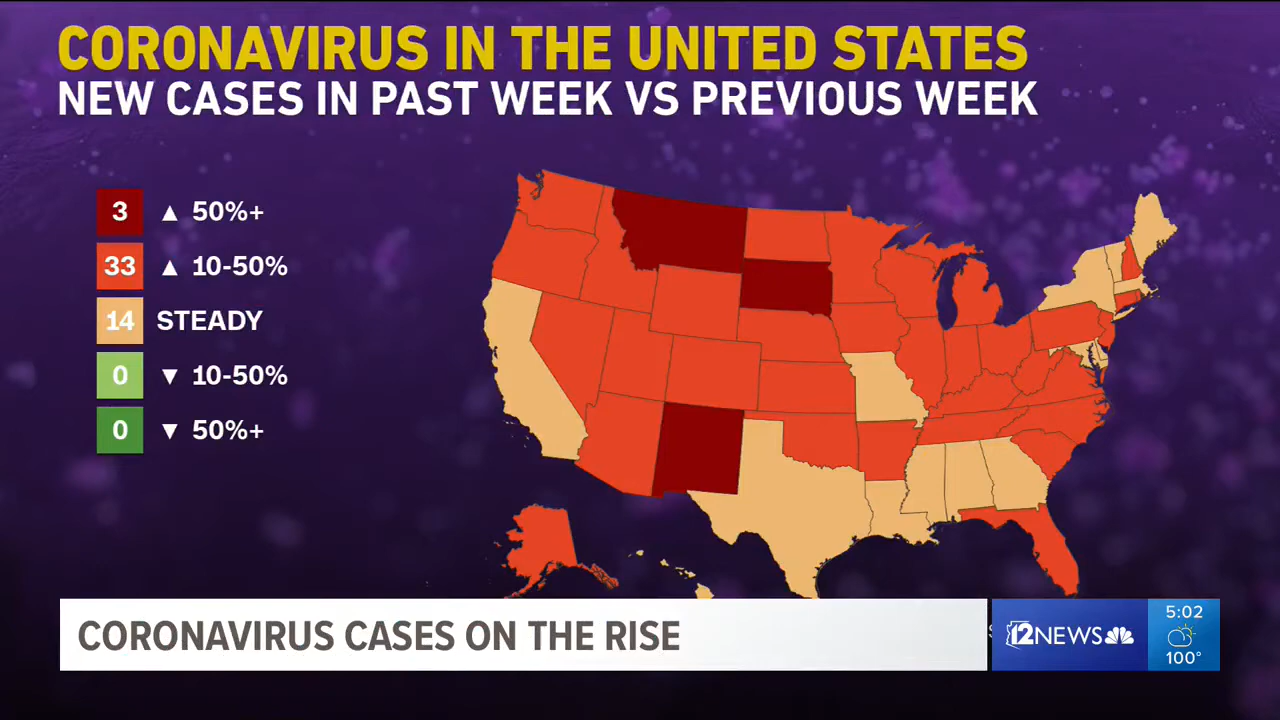 CORONAVIRUS IN THE UNITED STATES
NEW CASES IN PAST WEEK VS PREVIOUS WEEK
3 ▲ 50%+
33 ▲ 10-50%
14 STEADY
0 ▼ 10-50%
0 ▼ 50%+
CORONAVIRUS CASES ON THE RISE
12NEWS
5:02
100°